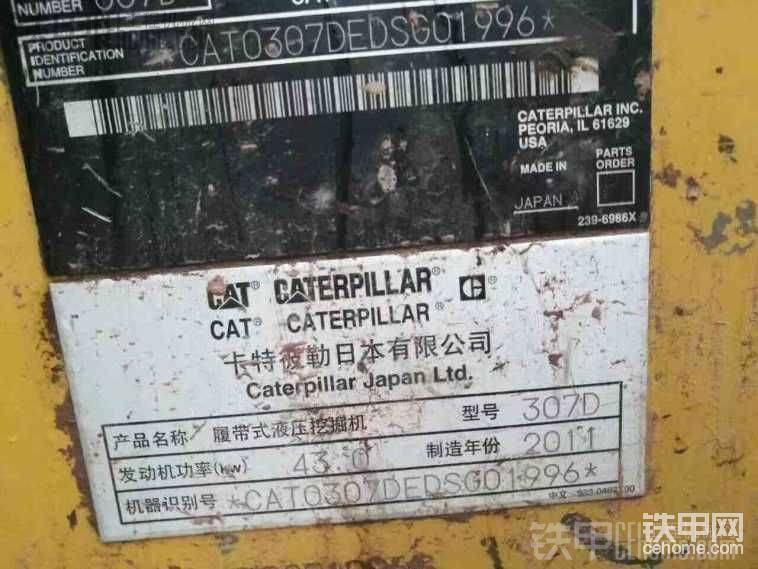 NUMBER 307D
PRODUCT
IDENTIFICATION
NUMBER
CAT0307DEDSG01996*
CATERPILLAR INC.
PEORIA, IL 61629
USA
MADE IN
PARTS
ORDER
JAPAN
239-6986X
CAT® CATERPILLAR®
CAT® CATERPILLAR®
卡特彼勒日本有限公司
Caterpillar Japan Ltd.
产品名称 履带式液压挖掘机 型号 307D
发动机功率(kw) 43.0 制造年份 2011
机器识别号 *CAT0307DEDSG01996*
中文
铁甲网
cehome.com